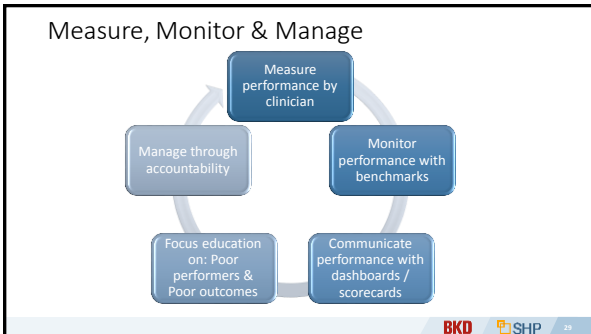 Measure, Monitor & Manage
Measure
performance by
clinician
Monitor
performance with
benchmarks
Communicate
performance with
dashboards /
scorecards
Focus education
on: Poor
performers &
Poor outcomes
Manage through
accountability
BKD SHP 29